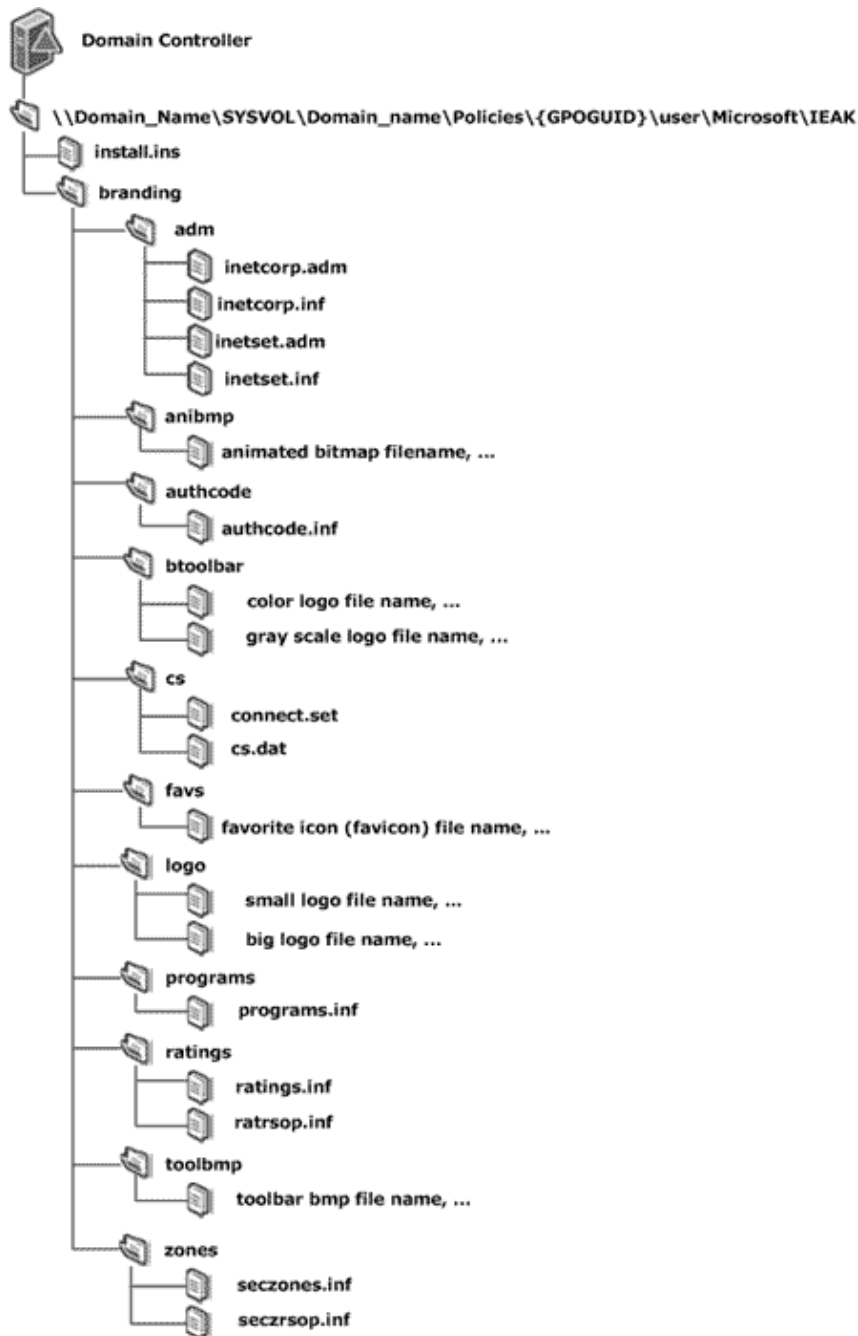 Domain Controller
\\Domain_Name\SYSVOL\Domain_name\Policies\{GPOGUID}\user\Microsoft\IEAK
install.ins
branding
adm
inetcorp.adm
inetcorp.inf
inetset.adm
inetset.inf
anibmp
animated bitmap filename, ...
authcode
authcode.inf
btoolbar
color logo file name, ...
gray scale logo file name, ...
cs
connect.set
cs.dat
favs
favorite icon (favicon) file name, ...
logo
small logo file name, ...
big logo file name, ...
programs
programs.inf
ratings
ratings.inf
ratrsop.inf
toolbmp
toolbar bmp file name, ...
zones
seczones.inf
seczrsop.inf